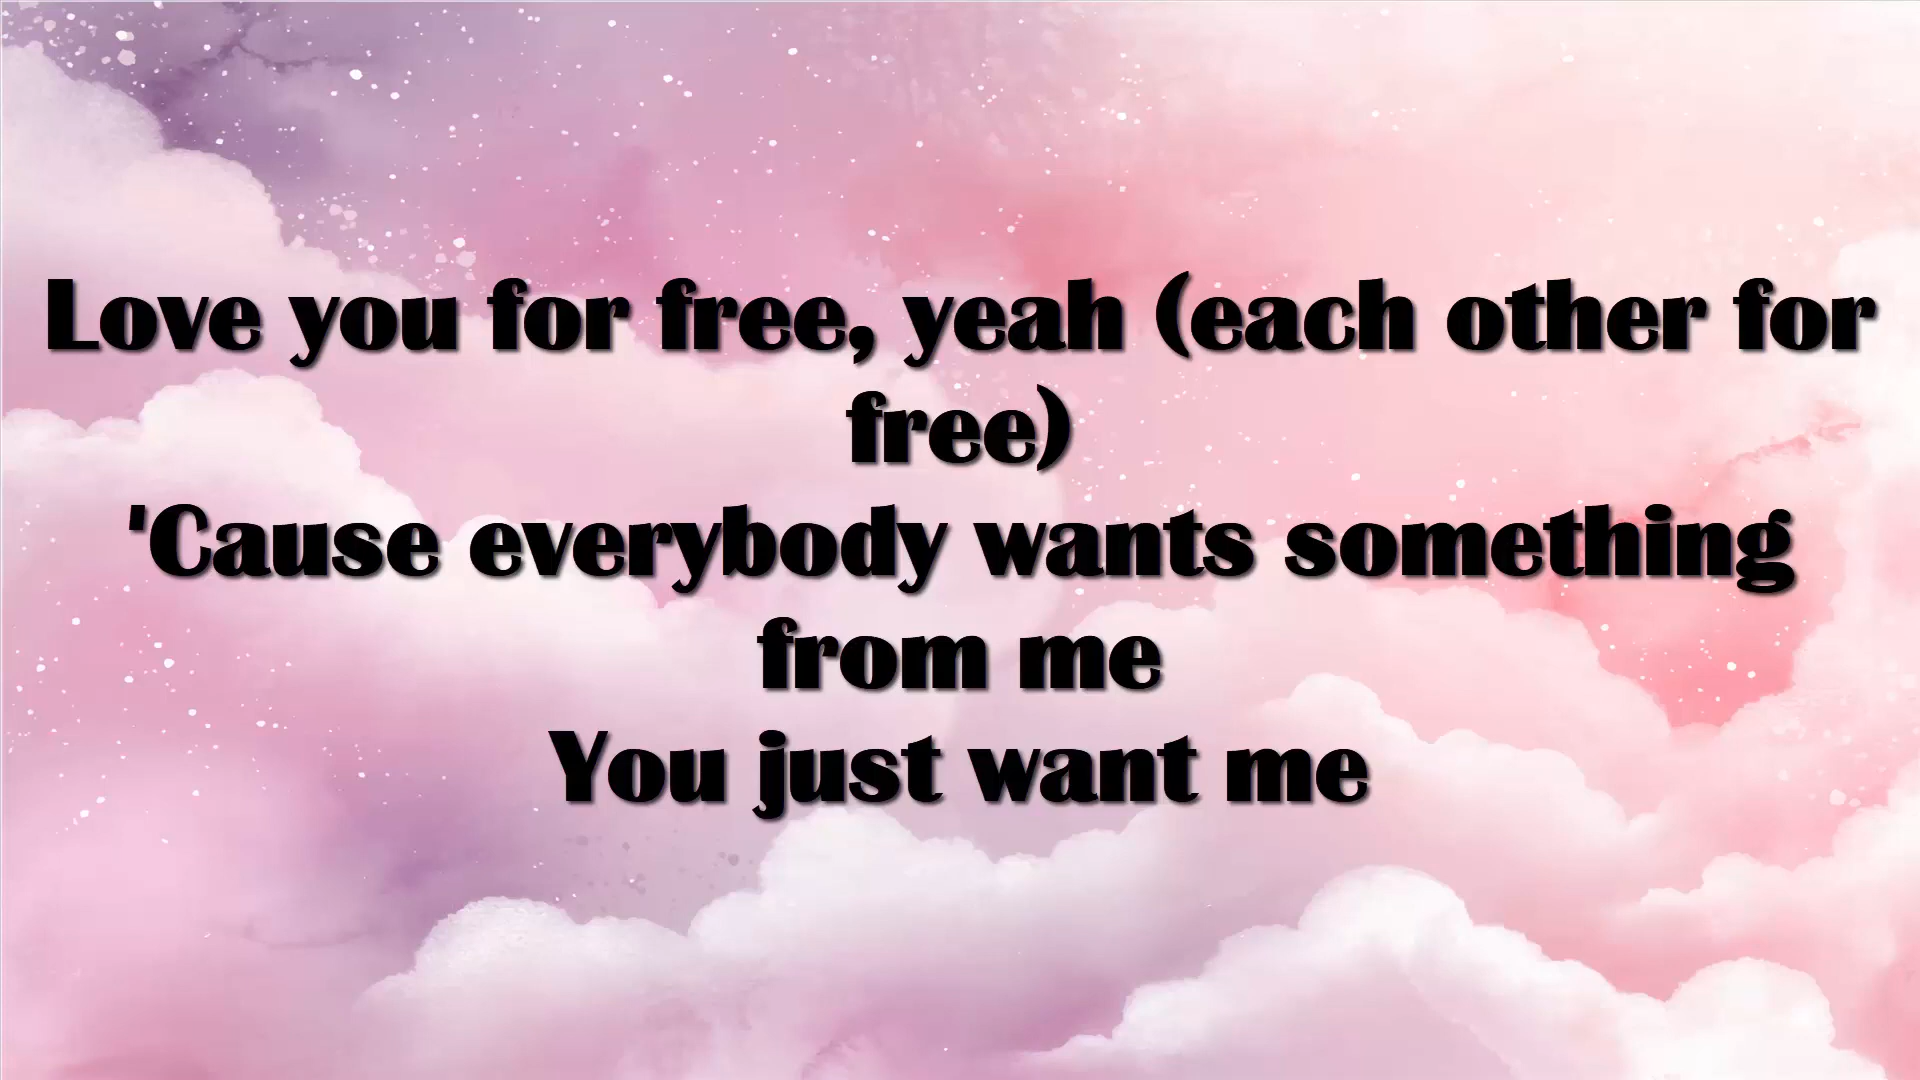 Love you for free, yeah (each other for
free)
'Cause everybody wants something
from me
You just want me